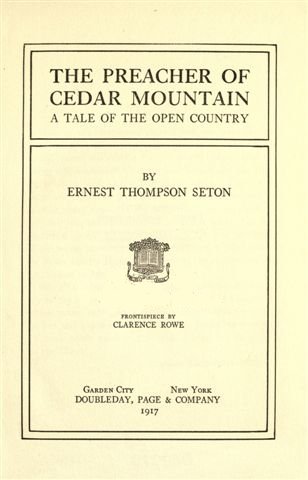 THE PREACHER OF
CEDAR MOUNTAIN
A TALE OF THE OPEN COUNTRY
BY
ERNEST THOMPSON SETON
FRONTISPIECE BY
CLARENCE ROWE
GARDEN CITY NEW YORK
DOUBLEDAY, PAGE & COMPANY
1917